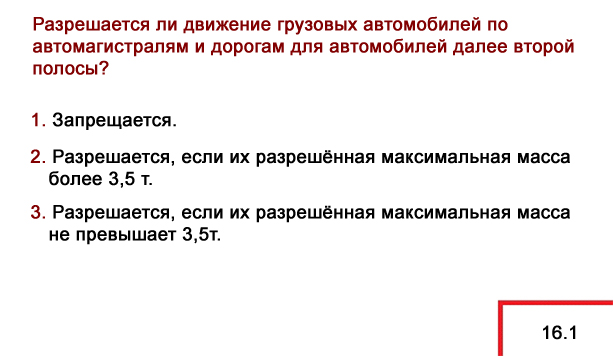 Разрешается ли движение грузовых автомобилей по
автомагистралям и дорогам для автомобилей далее второй
полосы?
1. Запрещается.
2. Разрешается, если их разрешённая максимальная масса
более 3,5 т.
3. Разрешается, если их разрешённая максимальная масса
не превышает 3,5т.
16.1